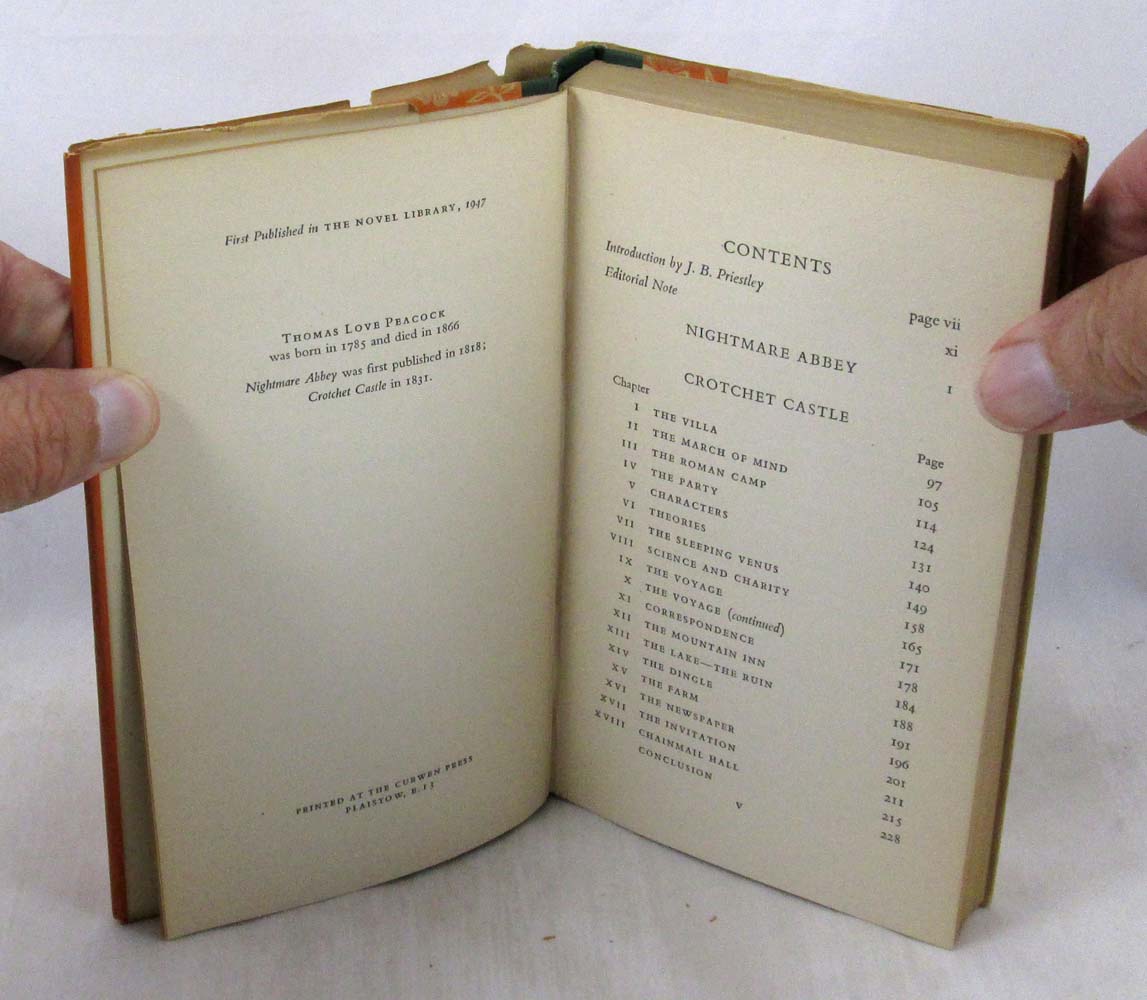 First Published in THE NOVEL LIBRARY, 1947
THOMAS LOVE PEACOCK
was born in 1785 and died in 1866
Nightmare Abbey was first published in 1818;
Crotchet Castle in 1831.
PRINTED AT THE CURWEN PRESS
PLAISTOW, E.13
CONTENTS
Introduction by J. B. Priestley page vii
Editorial Note xi
NIGHTMARE ABBEY 1
CROTCHET CASTLE
Chapter Page
I THE VILLA 97
II THE MARCH OF MIND 105
III THE ROMAN CAMP 114
IV THE PARTY 124
V CHARACTERS 131
VI THEORIES 140
VII THE SLEEPING VENUS 149
VIII SCIENCE AND CHARITY 158
IX THE VOYAGE 165
X THE VOYAGE (continued) 171
XI CORRESPONDENCE 178
XII THE MOUNTAIN INN 184
XIII THE LAKE—THE RUIN 188
XIV THE DINGLE 191
XV THE FARM 196
XVI THE NEWSPAPER 201
XVII THE INVITATION 211
XVIII CHAINMAIL HALL 215
CONCLUSION 228
V